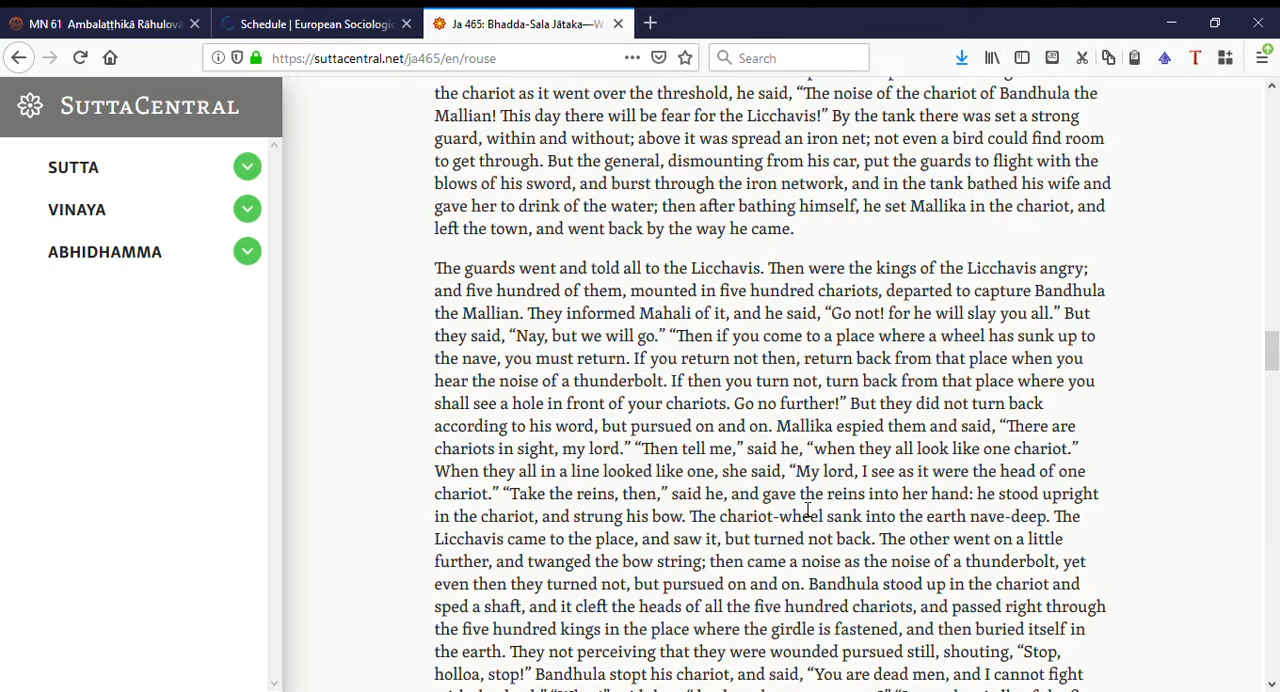 MN 61 Ambalaṭṭhikā Rāhulov
Schedule | European Sociologic
Ja 465: Bhadda-Sala Jātaka—W
https://suttacentral.net/ja465/en/rouse
Search
SUTTACENTRAL
SUTTA
VINAYA
ABHIDHAMMA
the chariot as it went over the threshold, he said, “The noise of the chariot of Bandhula the
Mallian! This day there will be fear for the Licchavis!” By the tank there was set a strong
guard, within and without; above it was spread an iron net; not even a bird could find room
to get through. But the general, dismounting from his car, put the guards to flight with the
blows of his sword, and burst through the iron network, and in the tank bathed his wife and
gave her to drink of the water; then after bathing himself, he set Mallika in the chariot, and
left the town, and went back by the way he came.
The guards went and told all to the Licchavis. Then were the kings of the Licchavis angry;
and five hundred of them, mounted in five hundred chariots, departed to capture Bandhula
the Mallian. They informed Mahali of it, and he said, “Go not! for he will slay you all.” But
they said, “Nay, but we will go.” “Then if you come to a place where a wheel has sunk up to
the nave, you must return. If you return not then, return back from that place when you
hear the noise of a thunderbolt. If then you turn not, turn back from that place where you
shall see a hole in front of your chariots. Go no further!” But they did not turn back
according to his word, but pursued on and on. Mallika espied them and said, “There are
chariots in sight, my lord.” “Then tell me,” said he, “when they all look like one chariot.”
When they all in a line looked like one, she said, “My lord, I see as it were the head of one
chariot.” “Take the reins, then,” said he, and gave the reins into her hand: he stood upright
in the chariot, and strung his bow. The chariot-wheel sank into the earth nave-deep. The
Licchavis came to the place, and saw it, but turned not back. The other went on a little
further, and twanged the bow string; then came a noise as the noise of a thunderbolt, yet
even then they turned not, but pursued on and on. Bandhula stood up in the chariot and
sped a shaft, and it cleft the heads of all the five hundred chariots, and passed right through
the five hundred kings in the place where the girdle is fastened, and then buried itself in
the earth. They not perceiving that they were wounded pursued still, shouting, “Stop,
holloa, stop!” Bandhula stopt his chariot, and said, “You are dead men, and I cannot fight